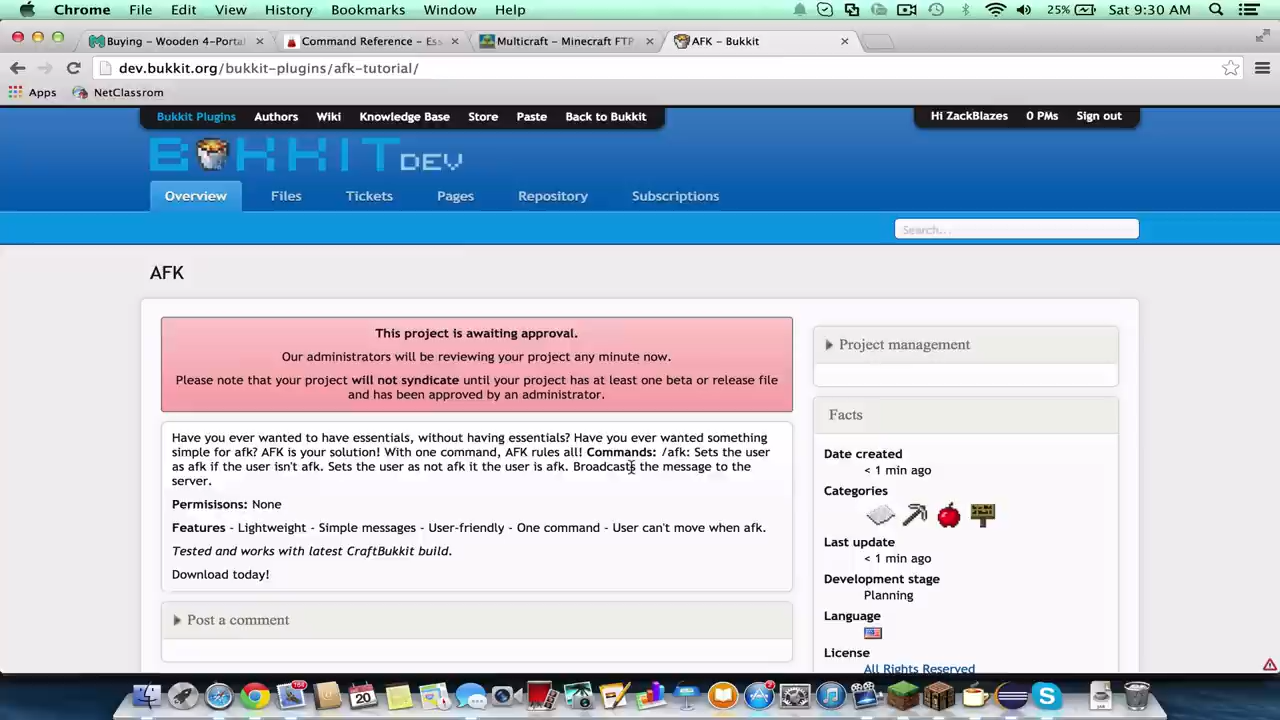 Chrome File Edit View History Bookmarks Window Help 25% Sat 9:30 AM
Buying – Wooden 4-Portal Command Reference – Ess Multicraft – Minecraft FTP AFK – Bukkit
dev.bukkit.org/bukkit-plugins/afk-tutorial/
Apps NetClassrom
Bukkit Plugins Authors Wiki Knowledge Base Store Paste Back to Bukkit Hi ZackBlazes 0 PMs Sign out
BUKKIT DEV
Overview Files Tickets Pages Repository Subscriptions
Search...
AFK
This project is awaiting approval.
Our administrators will be reviewing your project any minute now.
Please note that your project will not syndicate until your project has at least one beta or release file
and has been approved by an administrator.
Have you ever wanted to have essentials, without having essentials? Have you ever wanted something
simple for afk? AFK is your solution! With one command, AFK rules all! Commands: /afk: Sets the user
as afk if the user isn't afk. Sets the user as not afk it the user is afk. Broadcasts the message to the
server.
Permisisons: None
Features - Lightweight - Simple messages - User-friendly - One command - User can't move when afk.
Tested and works with latest CraftBukkit build.
Download today!
Post a comment
Project management
Facts
Date created
< 1 min ago
Categories
Last update
< 1 min ago
Development stage
Planning
Language
License
All Rights Reserved